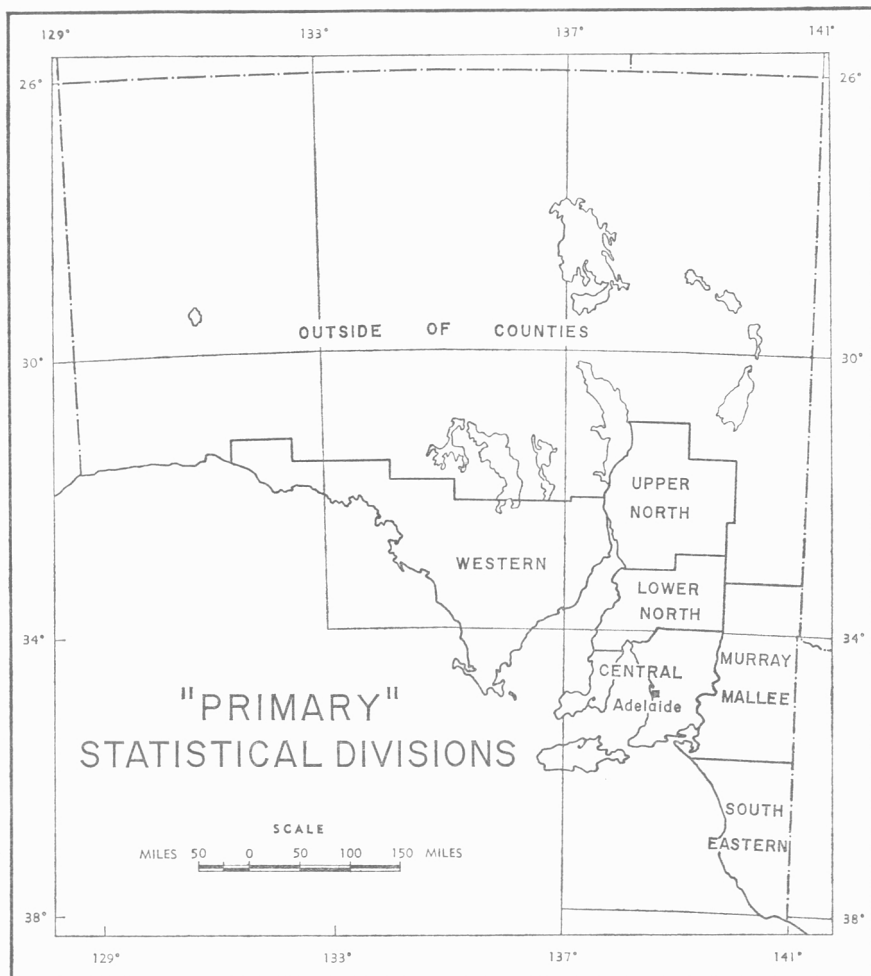 129° 133° 137° 141°
26° 26°
OUTSIDE OF COUNTIES
30° 30°
UPPER
NORTH
WESTERN
LOWER
NORTH
34° 34°
CENTRAL
Adelaide
MURRAY
MALLEE
"PRIMARY"
STATISTICAL DIVISIONS
SOUTH
EASTERN
SCALE
MILES 50 0 50 100 150 MILES
38° 38°
129° 133° 137° 141°